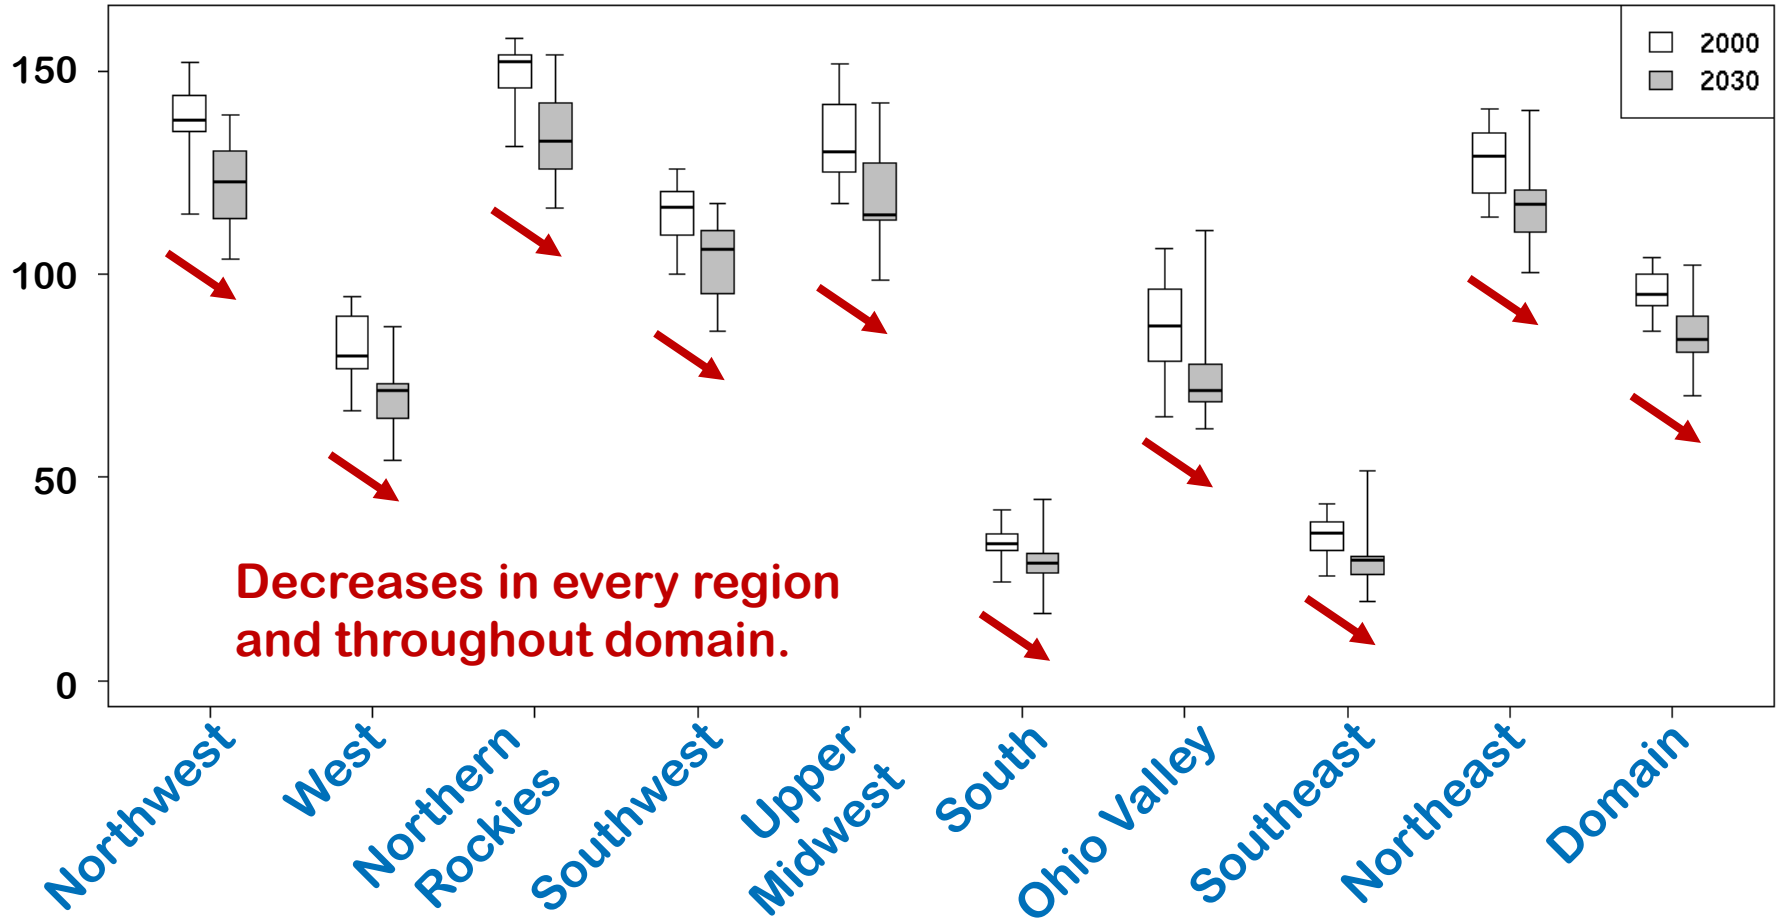 2000
2030
150
100
50
0
Decreases in every region
and throughout domain.
Northwest
West
Northern
Rockies
Southwest
Upper
Midwest
South
Ohio Valley
Southeast
Northeast
Domain